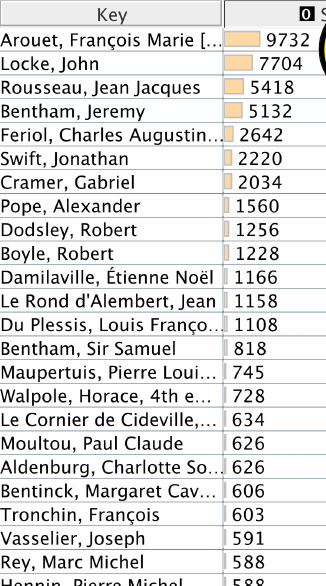 Key 0 S
Arouet, François Marie [... 9732
Locke, John 7704
Rousseau, Jean Jacques 5418
Bentham, Jeremy 5132
Feriol, Charles Augustin... 2642
Swift, Jonathan 2220
Cramer, Gabriel 2034
Pope, Alexander 1560
Dodsley, Robert 1256
Boyle, Robert 1228
Damilaville, Étienne Noël 1166
Le Rond d'Alembert, Jean 1158
Du Plessis, Louis Franço... 1108
Bentham, Sir Samuel 818
Maupertuis, Pierre Loui... 745
Walpole, Horace, 4th e... 728
Le Cornier de Cideville,... 634
Moultou, Paul Claude 626
Aldenburg, Charlotte So... 626
Bentinck, Margaret Cav... 606
Tronchin, François 603
Vasselier, Joseph 591
Rey, Marc Michel 588
Hennin, Pierre Michel 588